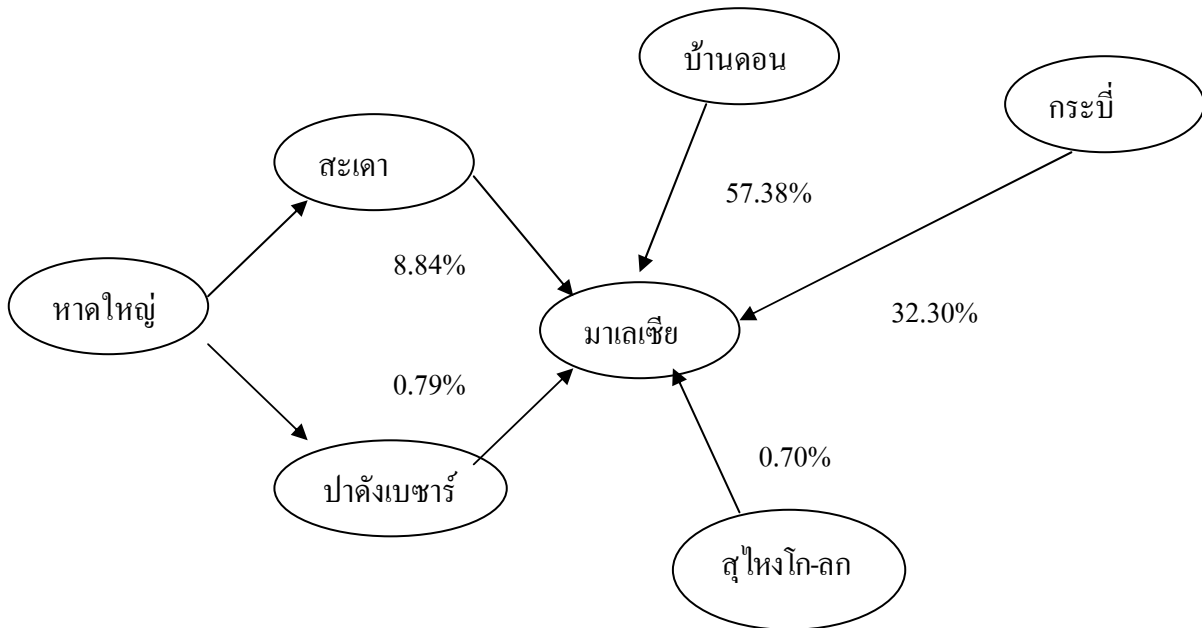 บ้านดอน
กระบี่
สะเดา
57.38%
8.84%
หาดใหญ่
32.30%
มาเลเซีย
0.79%
0.70%
ปาดังเบซาร์
สุไหงโก-ลก